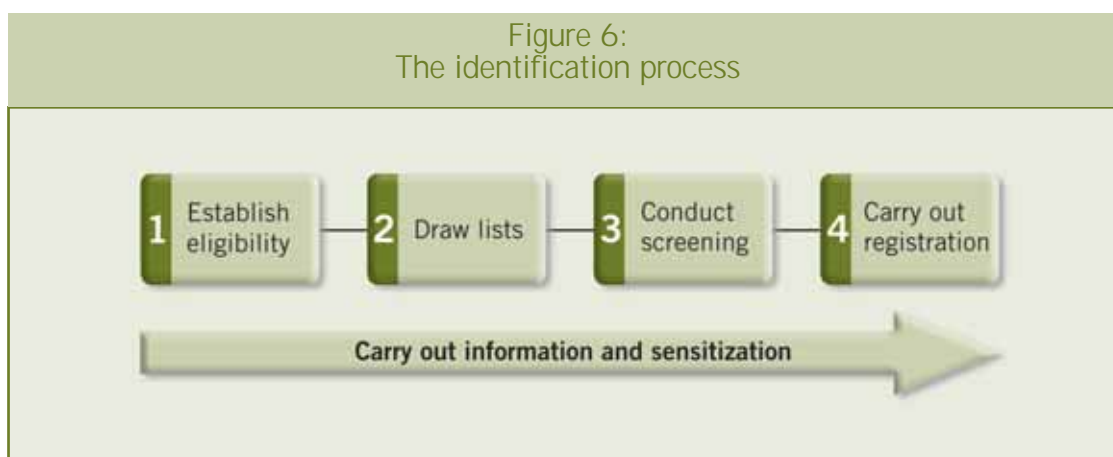 Figure 6:
The identification process
1
Establish
eligibility
2
Draw lists
3
Conduct
screening
4
Carry out
registration
Carry out information and sensitization